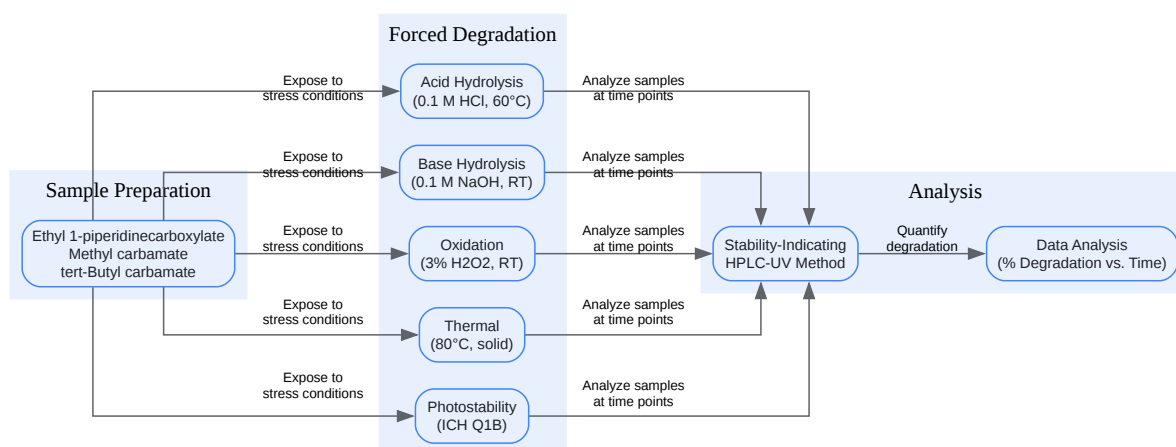 Forced Degradation
Expose to
stress conditions
Acid Hydrolysis
(0.1 M HCl, 60°C)
Analyze samples
at time points
Expose to
stress conditions
Base Hydrolysis
(0.1 M NaOH, RT)
Analyze samples
at time points
Sample Preparation
Analysis
Ethyl 1-piperidinecarboxylate
Methyl carbamate
tert-Butyl carbamate
Expose to
stress conditions
Oxidation
(3% H2O2, RT)
Analyze samples
at time points
Stability-Indicating
HPLC-UV Method
Quantify
degradation
Data Analysis
(% Degradation vs. Time)
Expose to
stress conditions
Thermal
(80°C, solid)
Analyze samples
at time points
Expose to
stress conditions
Photostability
(ICH Q1B)
Analyze samples
at time points